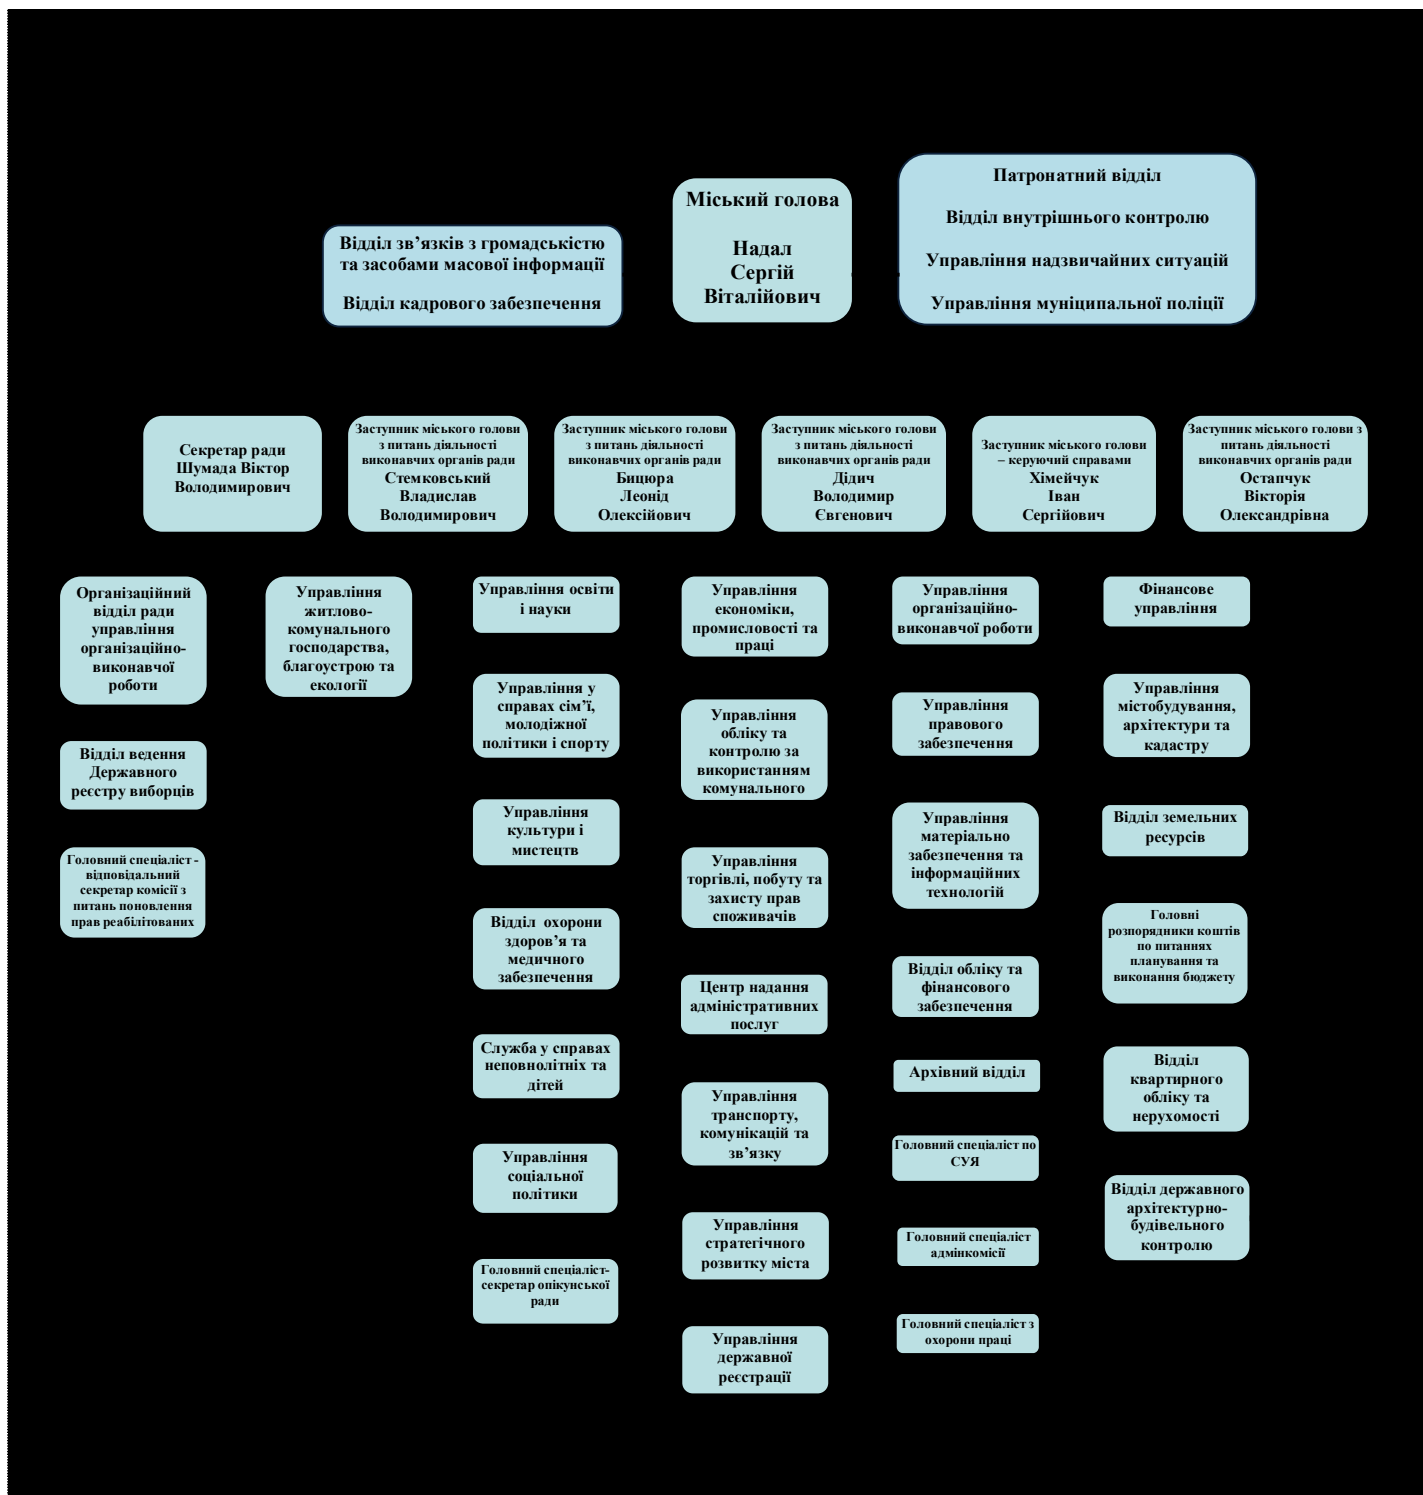 Міський голова
Надал
Сергій
Віталійович
Відділ зв’язків з громадськістю
та засобами масової інформації
Відділ кадрового забезпечення
Патронатний відділ
Відділ внутрішнього контролю
Управління надзвичайних ситуацій
Управління муніципальної поліції
Секретар ради
Шумада Віктор
Володимирович
Заступник міського голови
з питань діяльності
виконавчих органів ради
Стемковський
Владислав
Володимирович
Заступник міського голови
з питань діяльності
виконавчих органів ради
Бицюра
Леонід
Олексійович
Заступник міського голови
з питань діяльності
виконавчих органів ради
Дідич
Володимир
Євгенович
Заступник міського голови
– керуючий справами
Хімейчук
Іван
Сергійович
Заступник міського голови з
питань діяльності
виконавчих органів ради
Остапчук
Вікторія
Олександрівна
Організаційний
відділ ради
управління
організаційно-
виконавчої
роботи
Відділ ведення
Державного
реєстру виборців
Головний спеціаліст -
відповідальний
секретар комісії з
питань поновлення
прав реабілітованих
Управління
житлово-
комунального
господарства,
благоустрою та
екології
Управління освіти
і науки
Управління у
справах сім’ї,
молодіжної
політики і спорту
Управління
культури і
мистецтв
Відділ охорони
здоров’я та
медичного
забезпечення
Служба у справах
неповнолітніх та
дітей
Управління
соціальної
політики
Головний спеціаліст-
секретар опікунської
ради
Управління
економіки,
промисловості та
праці
Управління
обліку та
контролю за
використанням
комунального
Управління
торгівлі, побуту та
захисту прав
споживачів
Центр надання
адміністративних
послуг
Управління
транспорту,
комунікацій та
зв’язку
Управління
стратегічного
розвитку міста
Управління
державної
реєстрації
Управління
організаційно-
виконавчої роботи
Управління
правового
забезпечення
Управління
матеріально
забезпечення та
інформаційних
технологій
Відділ обліку та
фінансового
забезпечення
Архівний відділ
Головний спеціаліст по
СУЯ
Головний спеціаліст
адмінкомісії
Головний спеціаліст з
охорони праці
Фінансове
управління
Управління
містобудування,
архітектури та
кадастру
Відділ земельних
ресурсів
Головні
розпорядники коштів
по питаннях
планування та
виконання бюджету
Відділ
квартирного
обліку та
нерухомості
Відділ державного
архітектурно-
будівельного
контролю